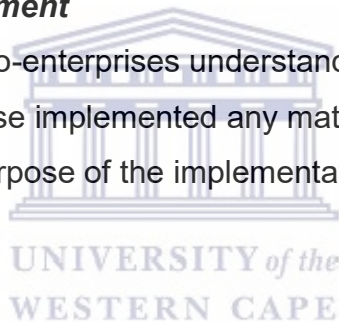 ment
o-enterprises understand
se implemented any mat
rpose of the implementa
UNIVERSITY of the
WESTERN CAPE